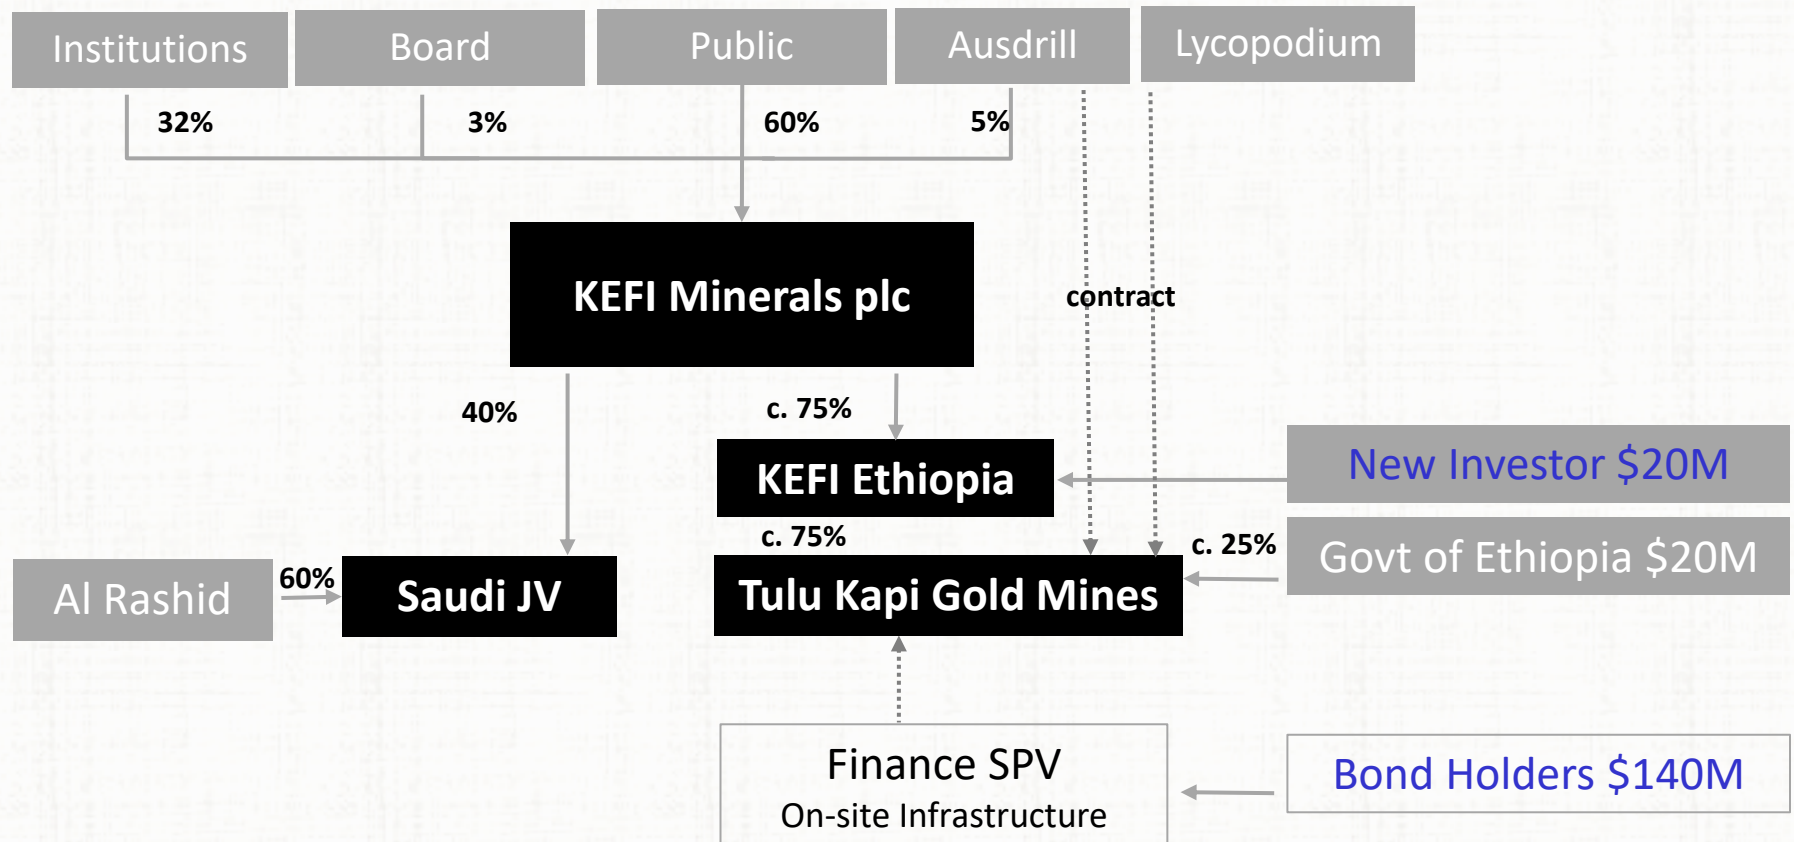 Institutions
Board
Public
Ausdrill
Lycopodium
32%
3%
60%
5%
KEFI Minerals plc
contract
40%
c. 75%
KEFI Ethiopia
New Investor $20M
c. 75%
c. 25%
Govt of Ethiopia $20M
Al Rashid
60%
Saudi JV
Tulu Kapi Gold Mines
Finance SPV
On-site Infrastructure
Bond Holders $140M